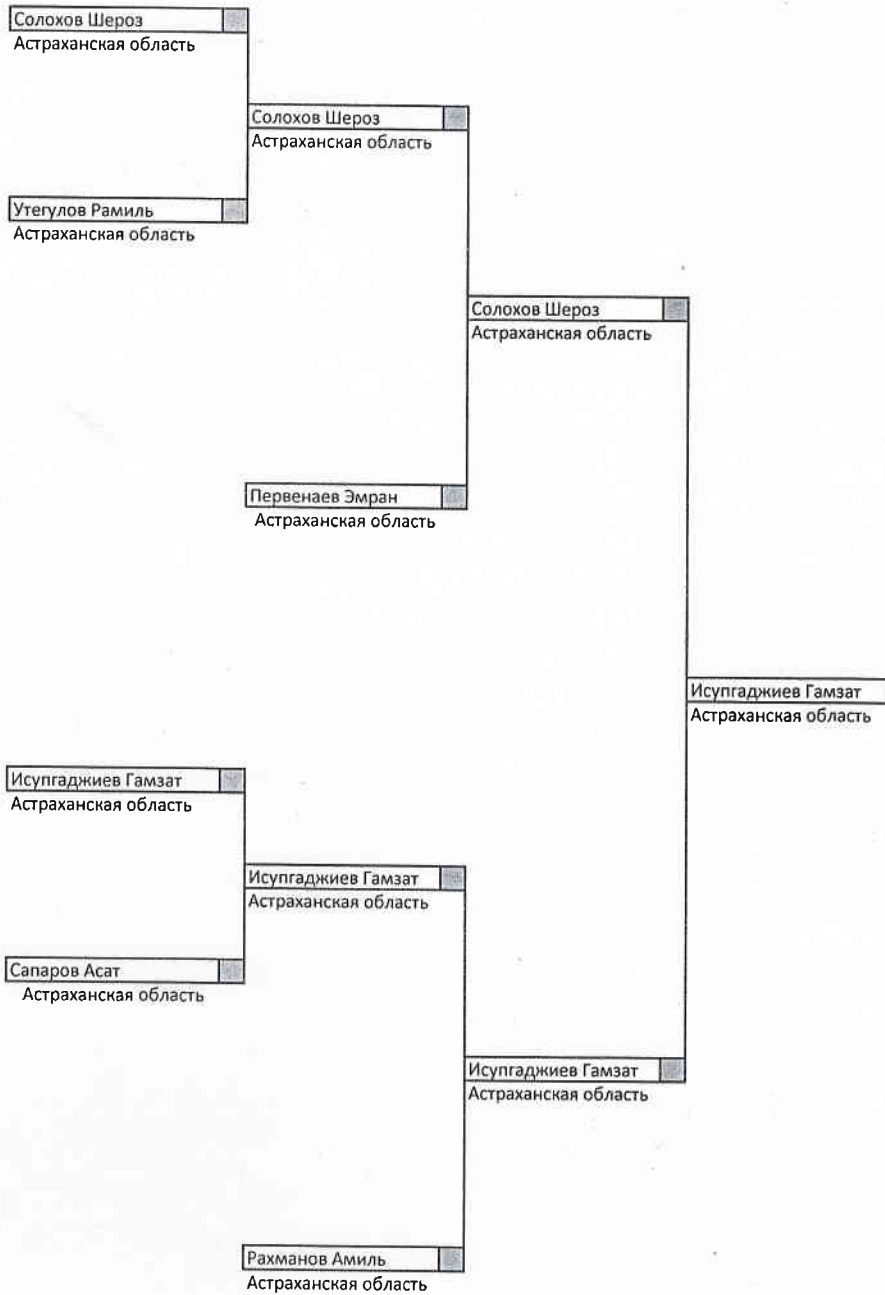 Солохов Шероз
Астраханская область
Солохов Шероз
Астраханская область
Утегулов Рамиль
Астраханская область
Солохов Шероз
Астраханская область
Первенаев Эмран
Астраханская область
Исупгаджиев Гамзат
Астраханская область
Исупгаджиев Гамзат
Астраханская область
Исупгаджиев Гамзат
Астраханская область
Сапаров Асат
Астраханская область
Исупгаджиев Гамзат
Астраханская область
Рахманов Амиль
Астраханская область